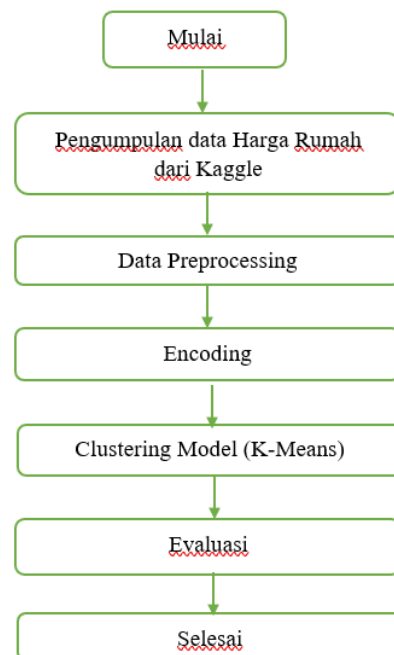 Mulai
Pengumpulan data Harga Rumah
dari Kaggle
Data Preprocessing
Encoding
Clustering Model (K-Means)
Evaluasi
Selesai